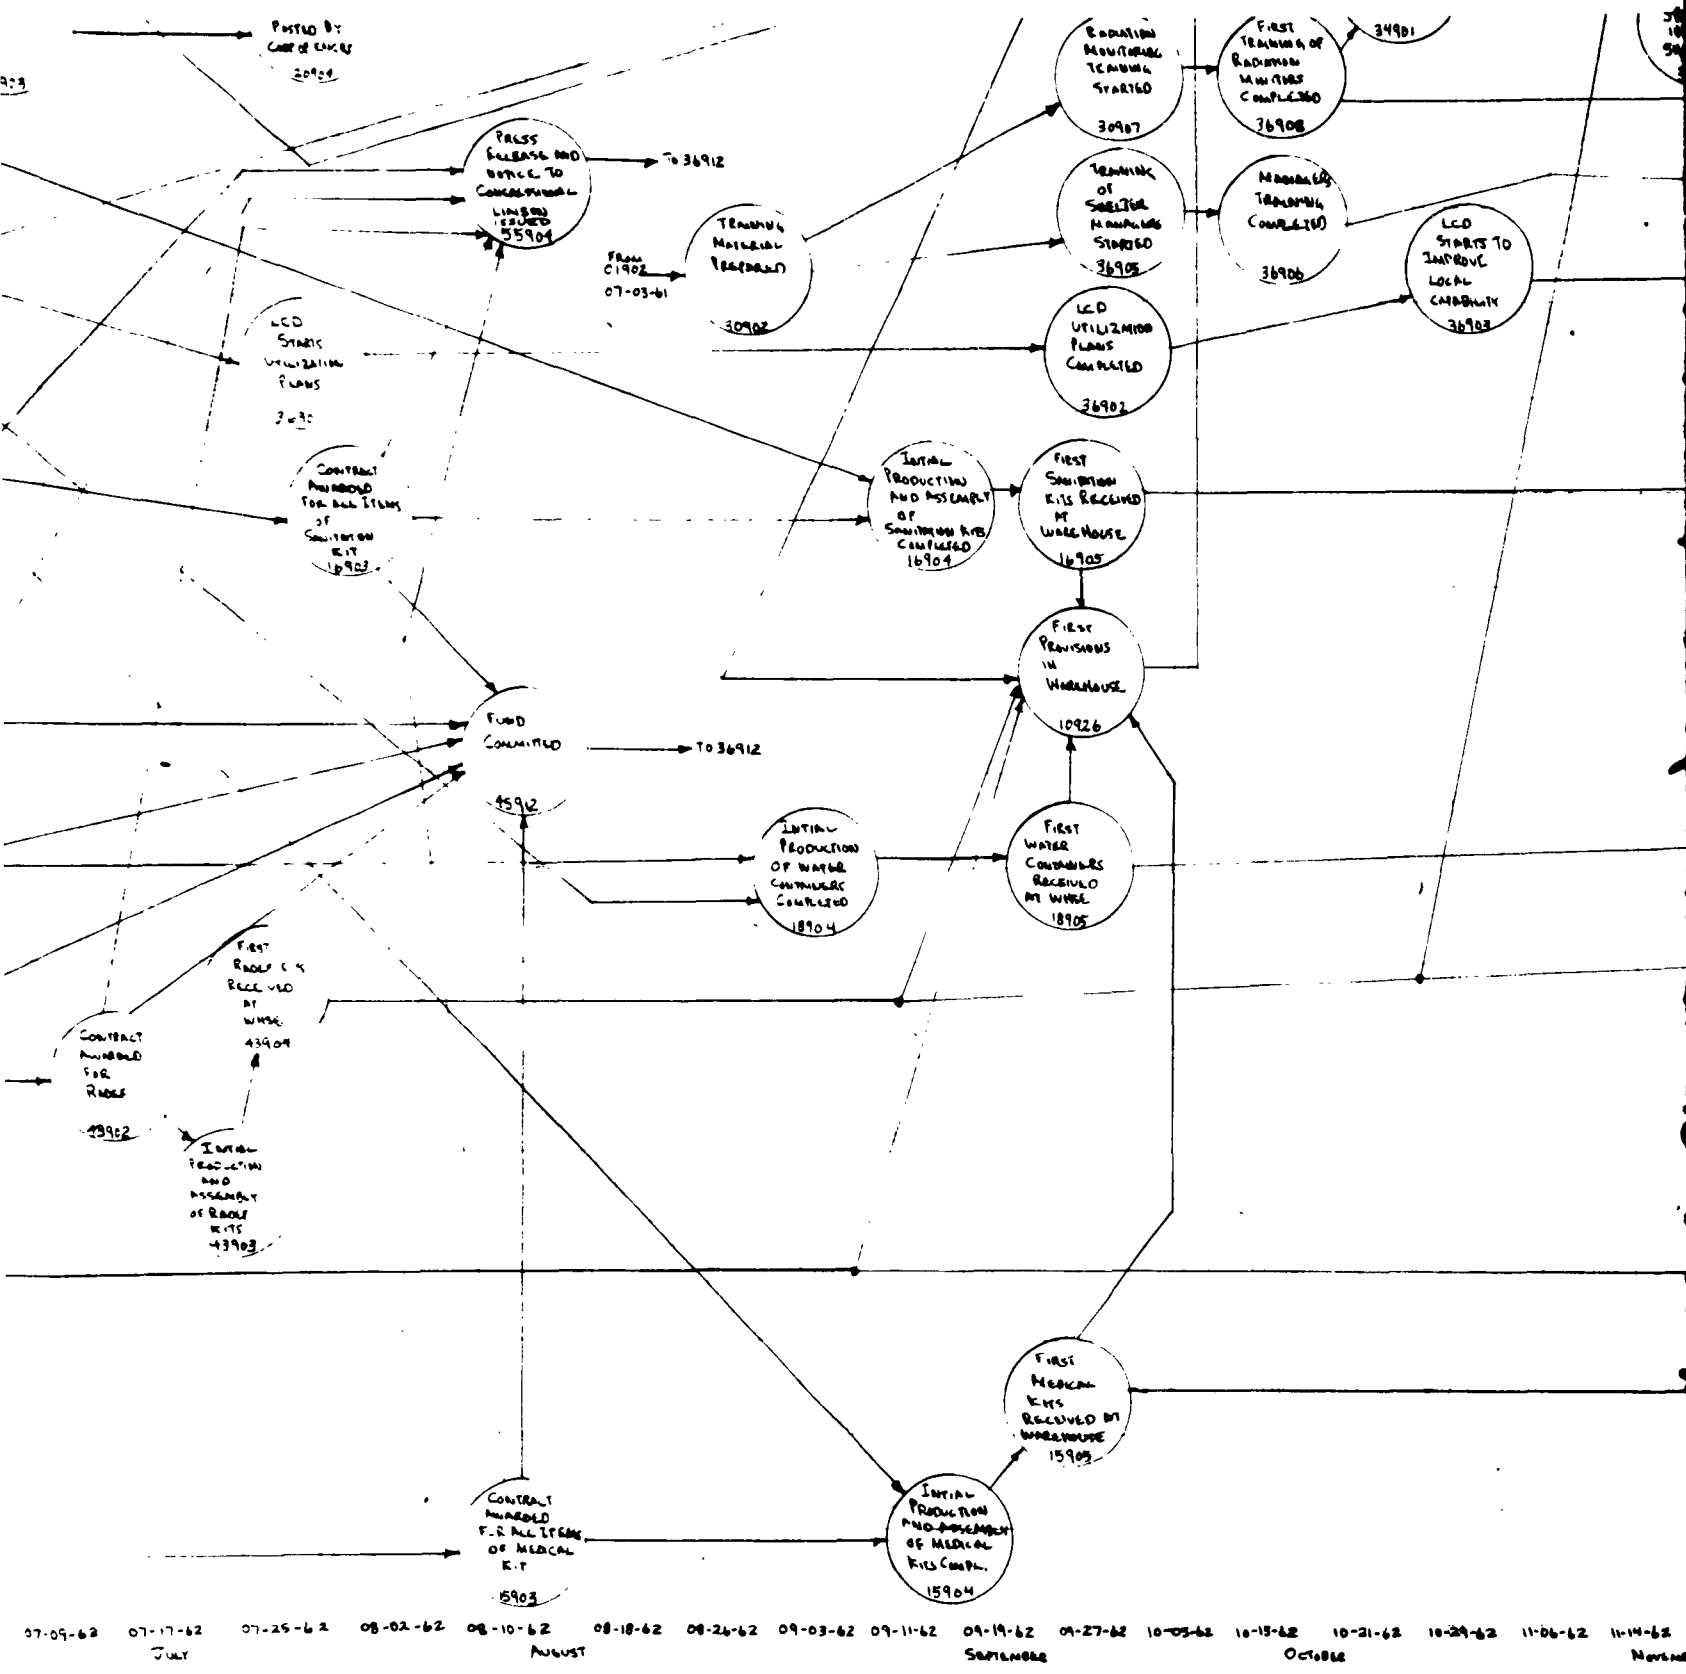 POSTED BY
CORP OF ENGRS
20904
PRESS
RELEASE AND
NOTICE TO
CONGRESSIONAL
LIAISON
ISSUED
55904
TO 36912
FROM
C1902
07-03-61
TRAINING
MATERIAL
PREPARED
30902
RADIATION
MONITORING
TRAINING
STARTED
30907
FIRST
TRAINING OF
RADIATION
MONITORS
COMPLETED
36908
34901
TRAINING
OF
SHELTER
MANAGERS
STARTED
36905
MANAGERS
TRAINING
COMPLETED
36906
LCD
STARTS TO
IMPROVE
LOCAL
CAPABILITY
36903
LCD
STARTS
UTILIZATION
PLANS
LCD
UTILIZATION
PLANS
COMPLETED
36902
CONTRACT
AWARDED
FOR ALL ITEMS
OF
SANITATION
KIT
16903
INTIAL
PRODUCTION
AND ASSEMBLY
OF
SANITATION KITS
COMPLETED
16904
FIRST
SANITATION
KITS RECEIVED
AT
WAREHOUSE
16905
FIRST
PROVISIONS
IN
WAREHOUSE
10926
FUND
COMMITTED
45912
TO 36912
INTIAL
PRODUCTION
OF WATER
CONTAINERS
COMPLETED
18904
FIRST
WATER
CONTAINERS
RECEIVED
AT WHSE
18905
FIRST
RADEF KITS
RECEIVED
AT
WHSE
43904
CONTRACT
AWARDED
FOR
RADEF
43902
INTIAL
PRODUCTION
AND
ASSEMBLY
OF RADEF
KITS
43903
FIRST
MEDICAL
KITS
RECEIVED AT
WAREHOUSE
15905
CONTRACT
AWARDED
FOR ALL ITEMS
OF MEDICAL
KIT
15903
INTIAL
PRODUCTION
AND ASSEMBLY
OF MEDICAL
KITS COMPL.
15904
07-09-62 07-17-62 07-25-62 08-02-62 08-10-62 08-18-62 08-26-62 09-03-62 09-11-62 09-19-62 09-27-62 10-05-62 10-13-62 10-21-62 10-29-62 11-06-62 11-14-62
JULY AUGUST SEPTEMBER OCTOBER